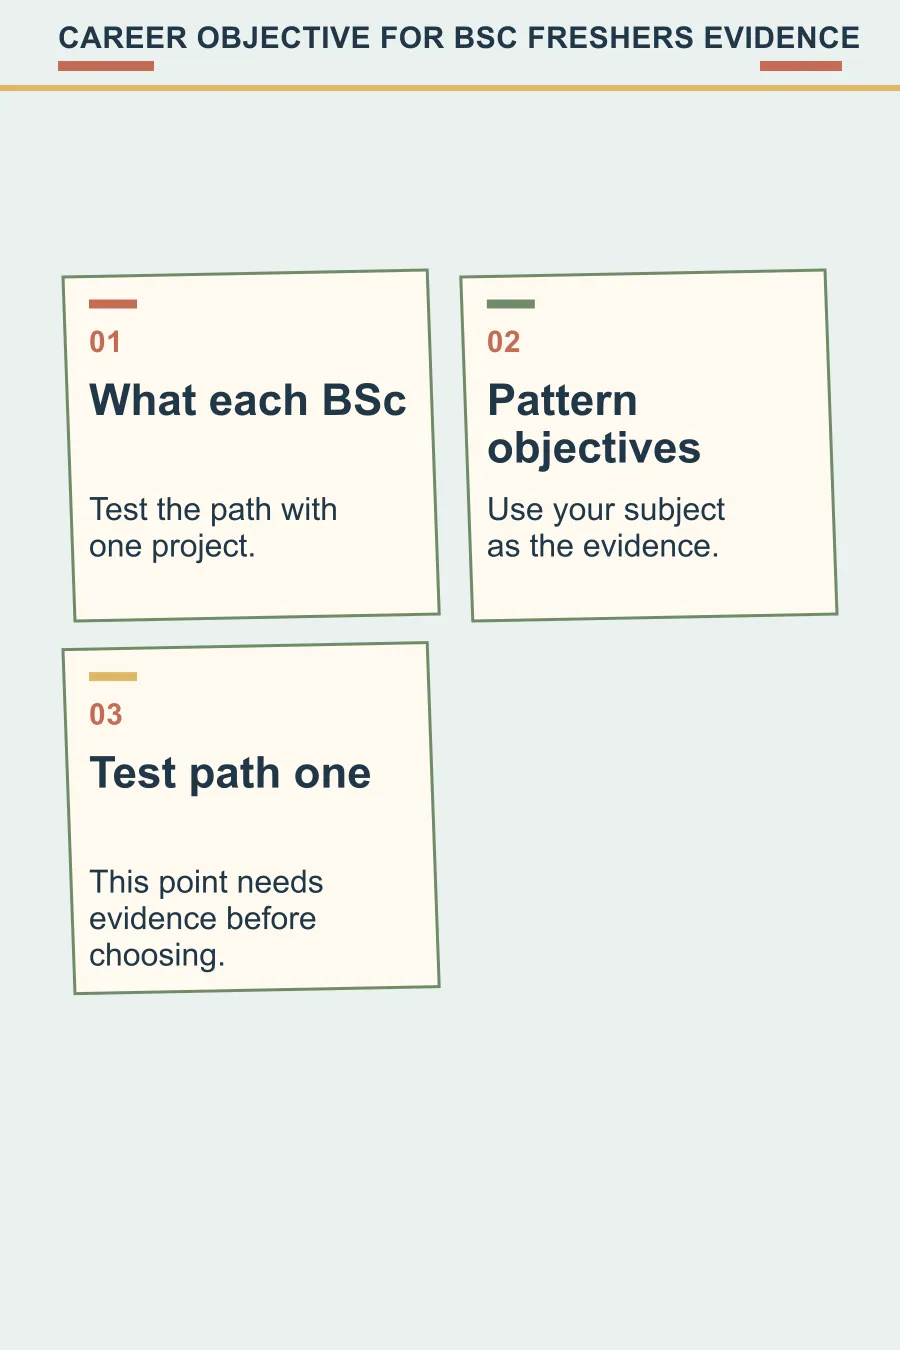 CAREER OBJECTIVE FOR BSC FRESHERS EVIDENCE
01
What each BSc
Test the path with
one project.
02
Pattern
objectives
Use your subject
as the evidence.
03
Test path one
This point needs
evidence before
choosing.